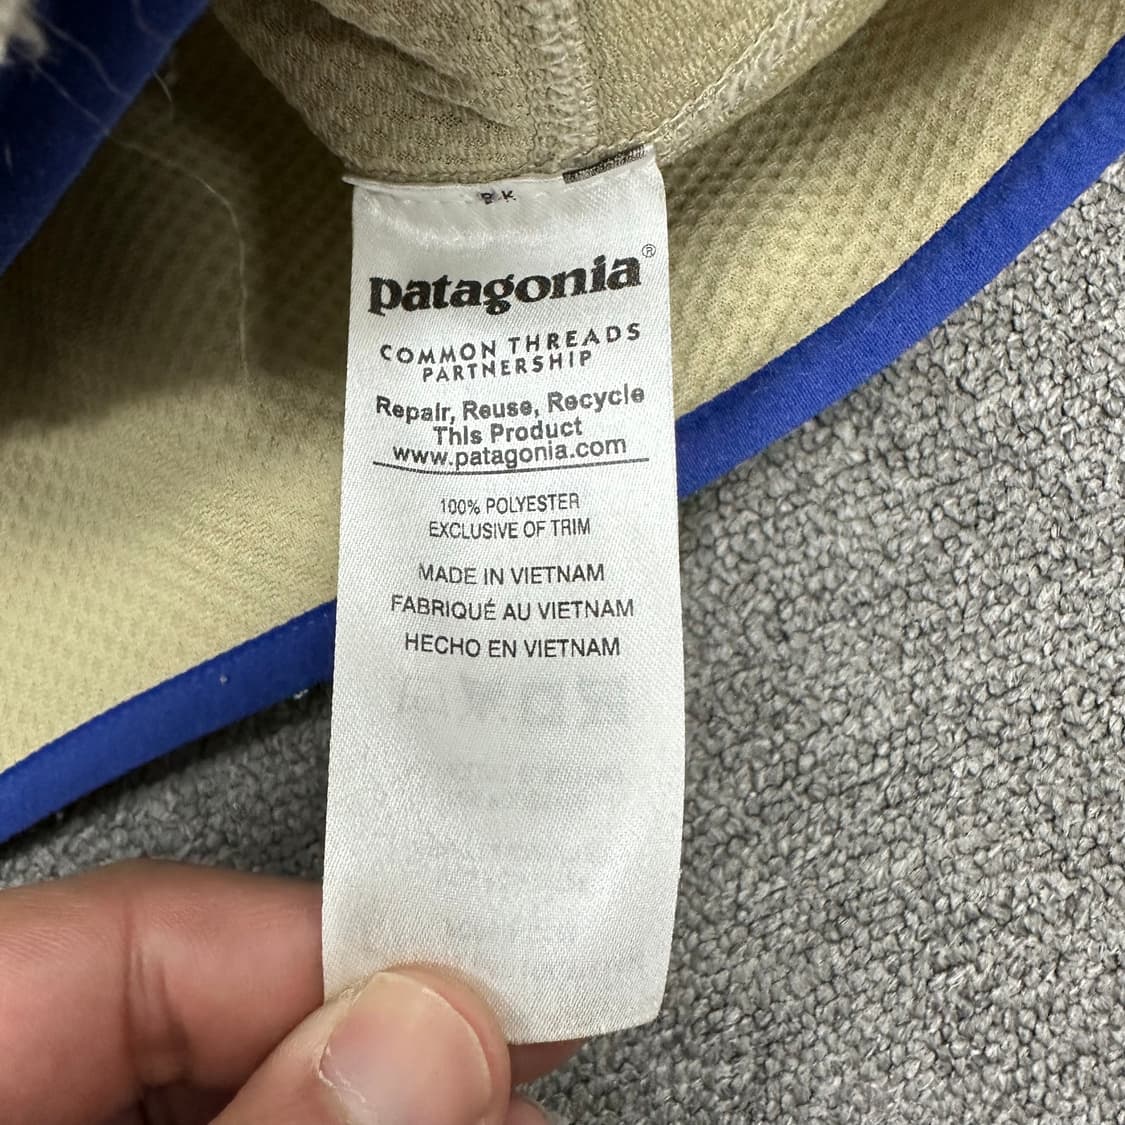 patagonia®
COMMON THREADS
PARTNERSHIP
Repair, Reuse, Recycle
This Product
www.patagonia.com
100% POLYESTER
EXCLUSIVE OF TRIM
MADE IN VIETNAM
FABRIQUÉ AU VIETNAM
HECHO EN VIETNAM